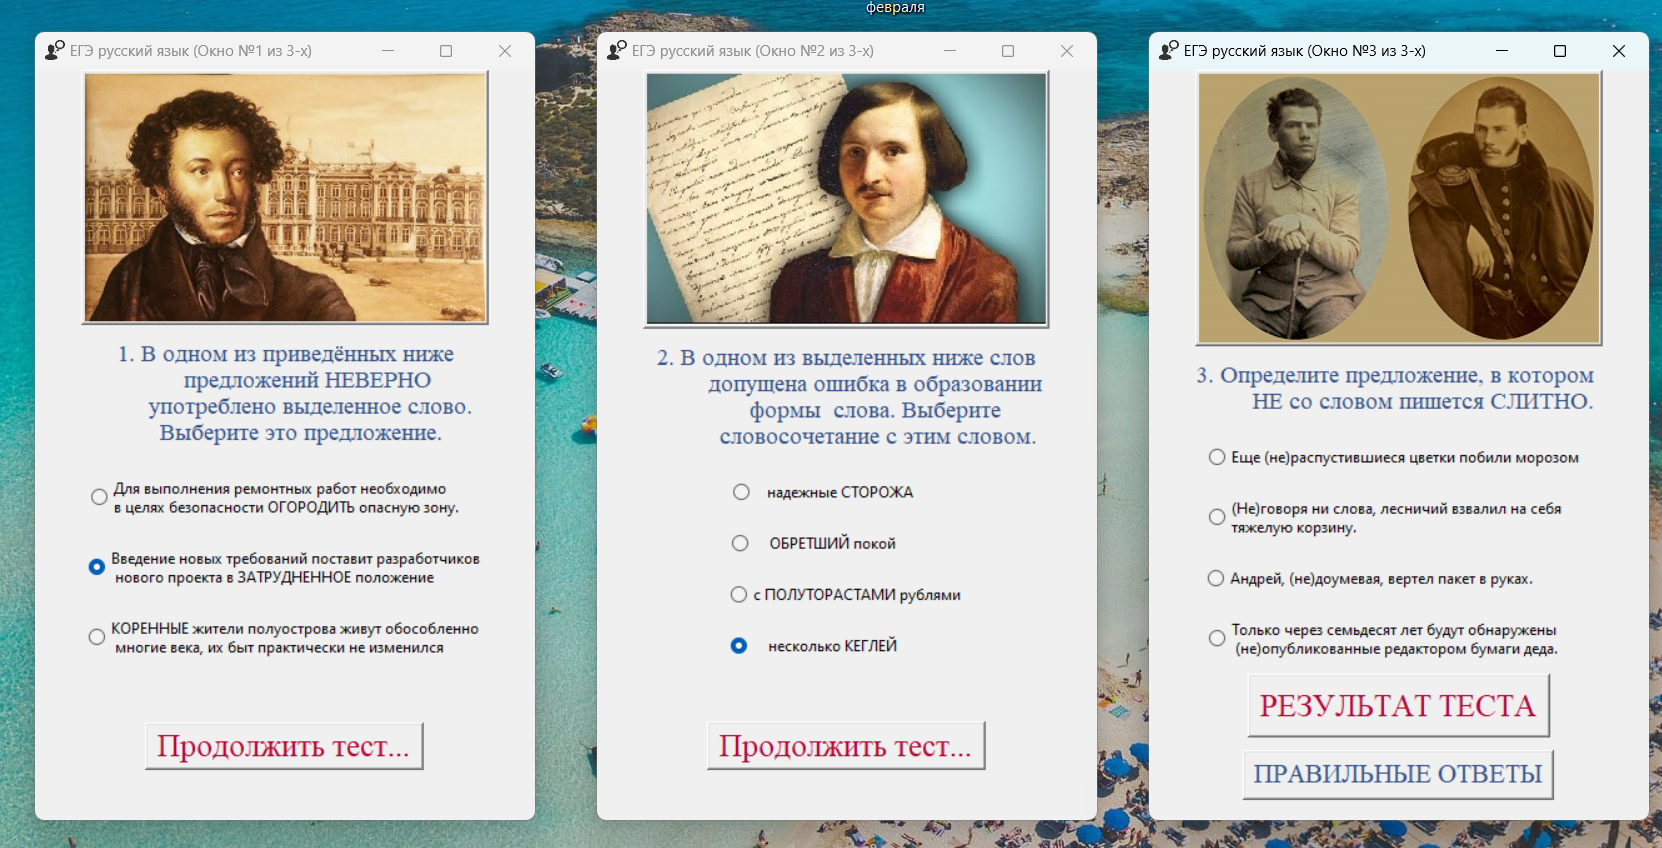 февраля
ЕГЭ русский язык (Окно №1 из 3-х)
1. В одном из приведённых ниже
предложений НЕВЕРНО
употреблено выделенное слово.
Выберите это предложение.
Для выполнения ремонтных работ необходимо
в целях безопасности ОГОРОДИТЬ опасную зону.
Введение новых требований поставит разработчиков
нового проекта в ЗАТРУДНЕННОЕ положение
КОРЕННЫЕ жители полуострова живут обособленно
многие века, их быт практически не изменился
Продолжить тест...
ЕГЭ русский язык (Окно №2 из 3-х)
2. В одном из выделенных ниже слов
допущена ошибка в образовании
формы слова. Выберите
словосочетание с этим словом.
надежные СТОРОЖА
ОБРЕТШИЙ покой
с ПОЛУТОРАСТАМИ рублями
несколько КЕГЛЕЙ
Продолжить тест...
ЕГЭ русский язык (Окно №3 из 3-х)
3. Определите предложение, в котором
НЕ со словом пишется СЛИТНО.
Еще (не)распустившиеся цветки побили морозом
(Не)говоря ни слова, лесничий взвалил на себя
тяжелую корзину.
Андрей, (не)доумевая, вертел пакет в руках.
Только через семьдесят лет будут обнаружены
(не)опубликованные редактором бумаги деда.
РЕЗУЛЬТАТ ТЕСТА
ПРАВИЛЬНЫЕ ОТВЕТЫ